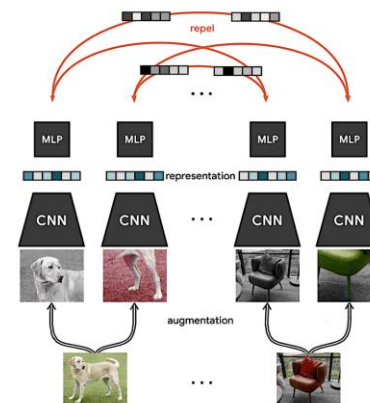 repel
...
MLP MLP MLP MLP
representation
CNN CNN ... CNN CNN
augmentation
...